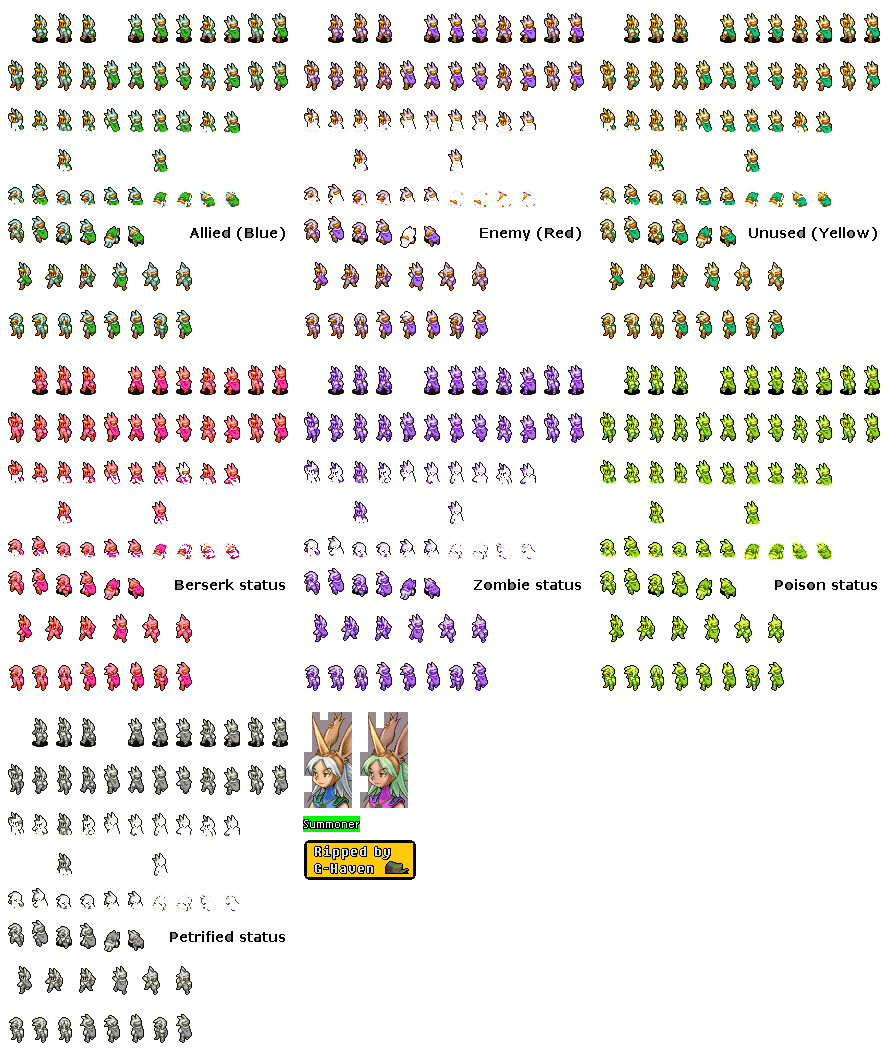 Allied (Blue)
Enemy (Red)
Unused (Yellow)
Berserk status
Zombie status
Poison status
Petrified status
Summoner
Ripped by
G-Haven